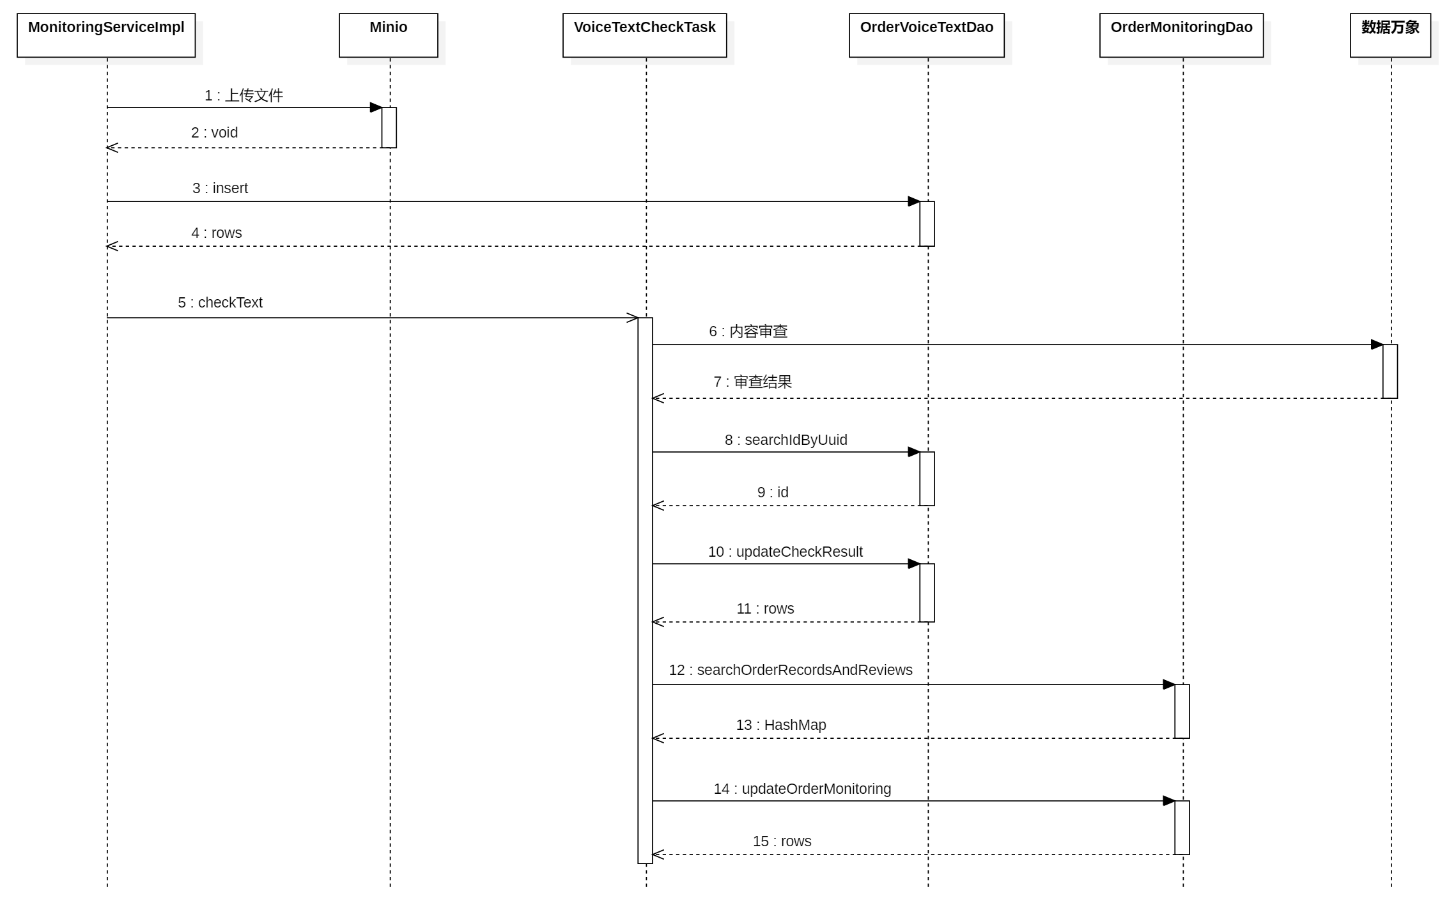 MonitoringServiceImpl
Minio
VoiceTextCheckTask
OrderVoiceTextDao
OrderMonitoringDao
数据万象
1 : 上传文件
2 : void
3 : insert
4 : rows
5 : checkText
6 : 内容审查
7 : 审查结果
8 : searchIdByUuid
9 : id
10 : updateCheckResult
11 : rows
12 : searchOrderRecordsAndReviews
13 : HashMap
14 : updateOrderMonitoring
15 : rows